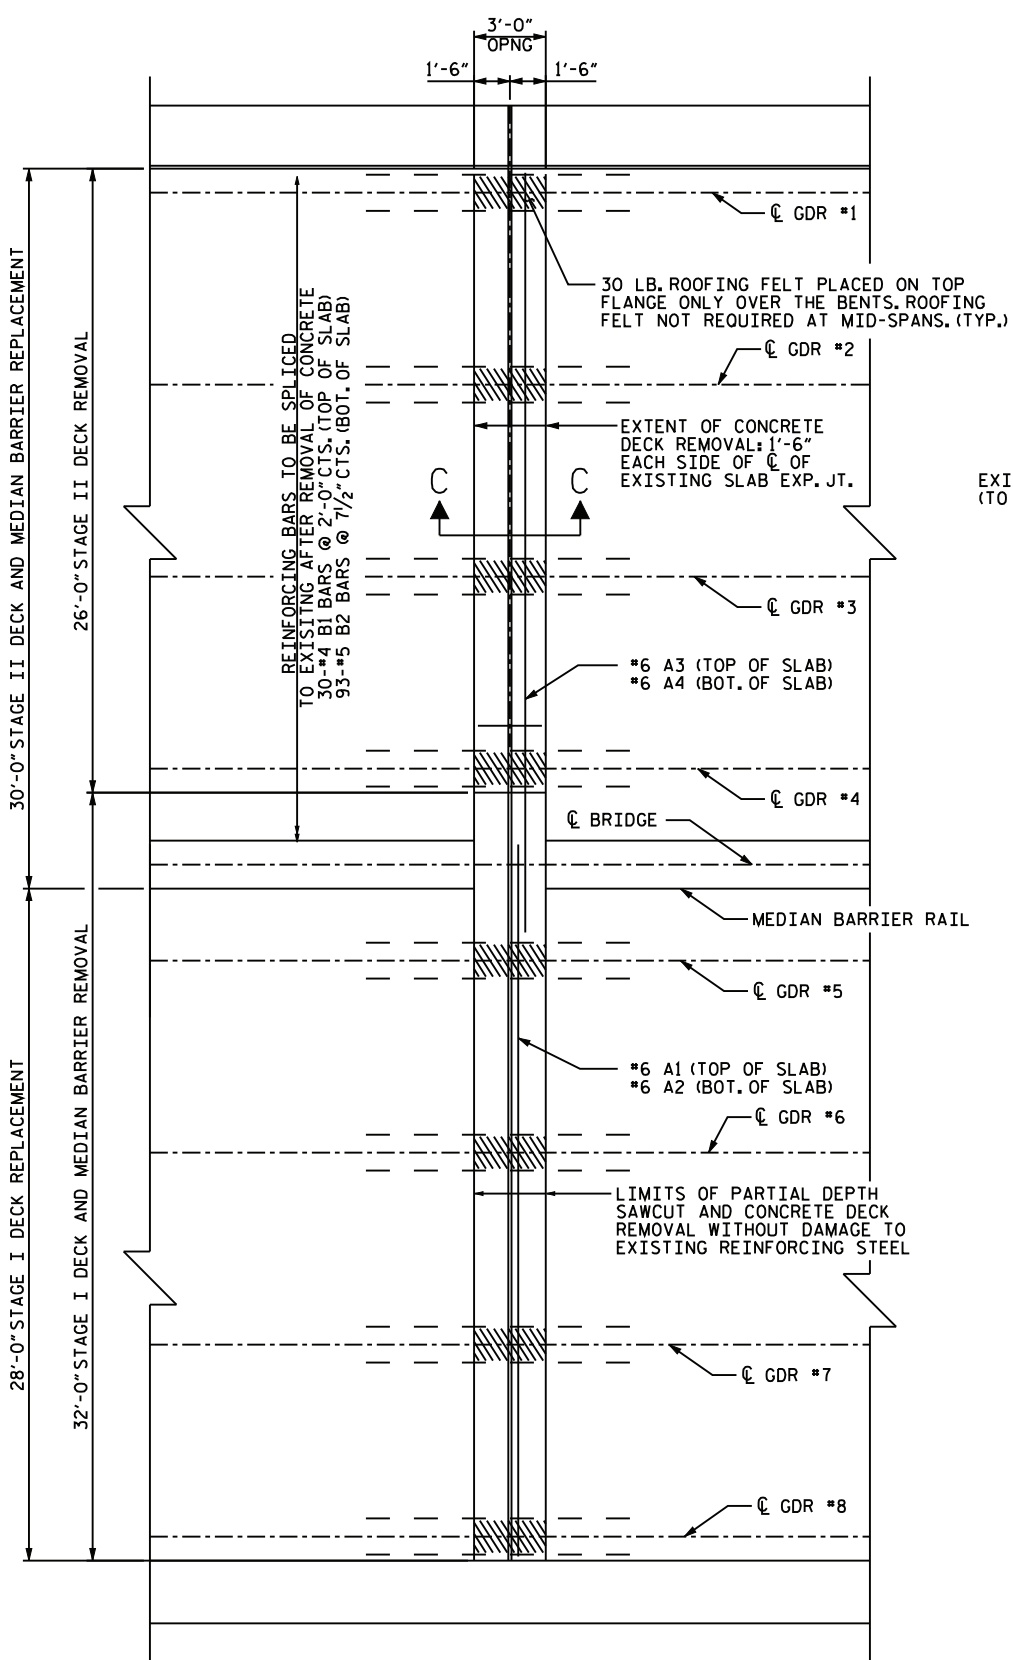 3'-0"
OPNG
1'-6"
1'-6"
℄ GDR #1
30 LB. ROOFING FELT PLACED ON TOP
FLANGE ONLY OVER THE BENTS. ROOFING
FELT NOT REQUIRED AT MID-SPANS. (TYP.)
℄ GDR #2
EXTENT OF CONCRETE
DECK REMOVAL: 1'-6"
EACH SIDE OF ℄ OF
EXISTING SLAB EXP. JT.
C
C
EXI
(TO
℄ GDR #3
#6 A3 (TOP OF SLAB)
#6 A4 (BOT. OF SLAB)
℄ GDR #4
℄ BRIDGE
MEDIAN BARRIER RAIL
℄ GDR #5
#6 A1 (TOP OF SLAB)
#6 A2 (BOT. OF SLAB)
℄ GDR #6
LIMITS OF PARTIAL DEPTH
SAWCUT AND CONCRETE DECK
REMOVAL WITHOUT DAMAGE TO
EXISTING REINFORCING STEEL
℄ GDR #7
℄ GDR #8
30'-0" STAGE II DECK AND MEDIAN BARRIER REPLACEMENT
26'-0" STAGE II DECK REMOVAL
REINFORCING BARS TO BE SPLICED
TO EXISITNG AFTER REMOVAL OF CONCRETE
30-#4 B1 BARS @ 2'-0" CTS. (TOP OF SLAB)
93-#5 B2 BARS @ 7 1/2" CTS. (BOT. OF SLAB)
28'-0" STAGE I DECK REPLACEMENT
32'-0" STAGE I DECK AND MEDIAN BARRIER REMOVAL